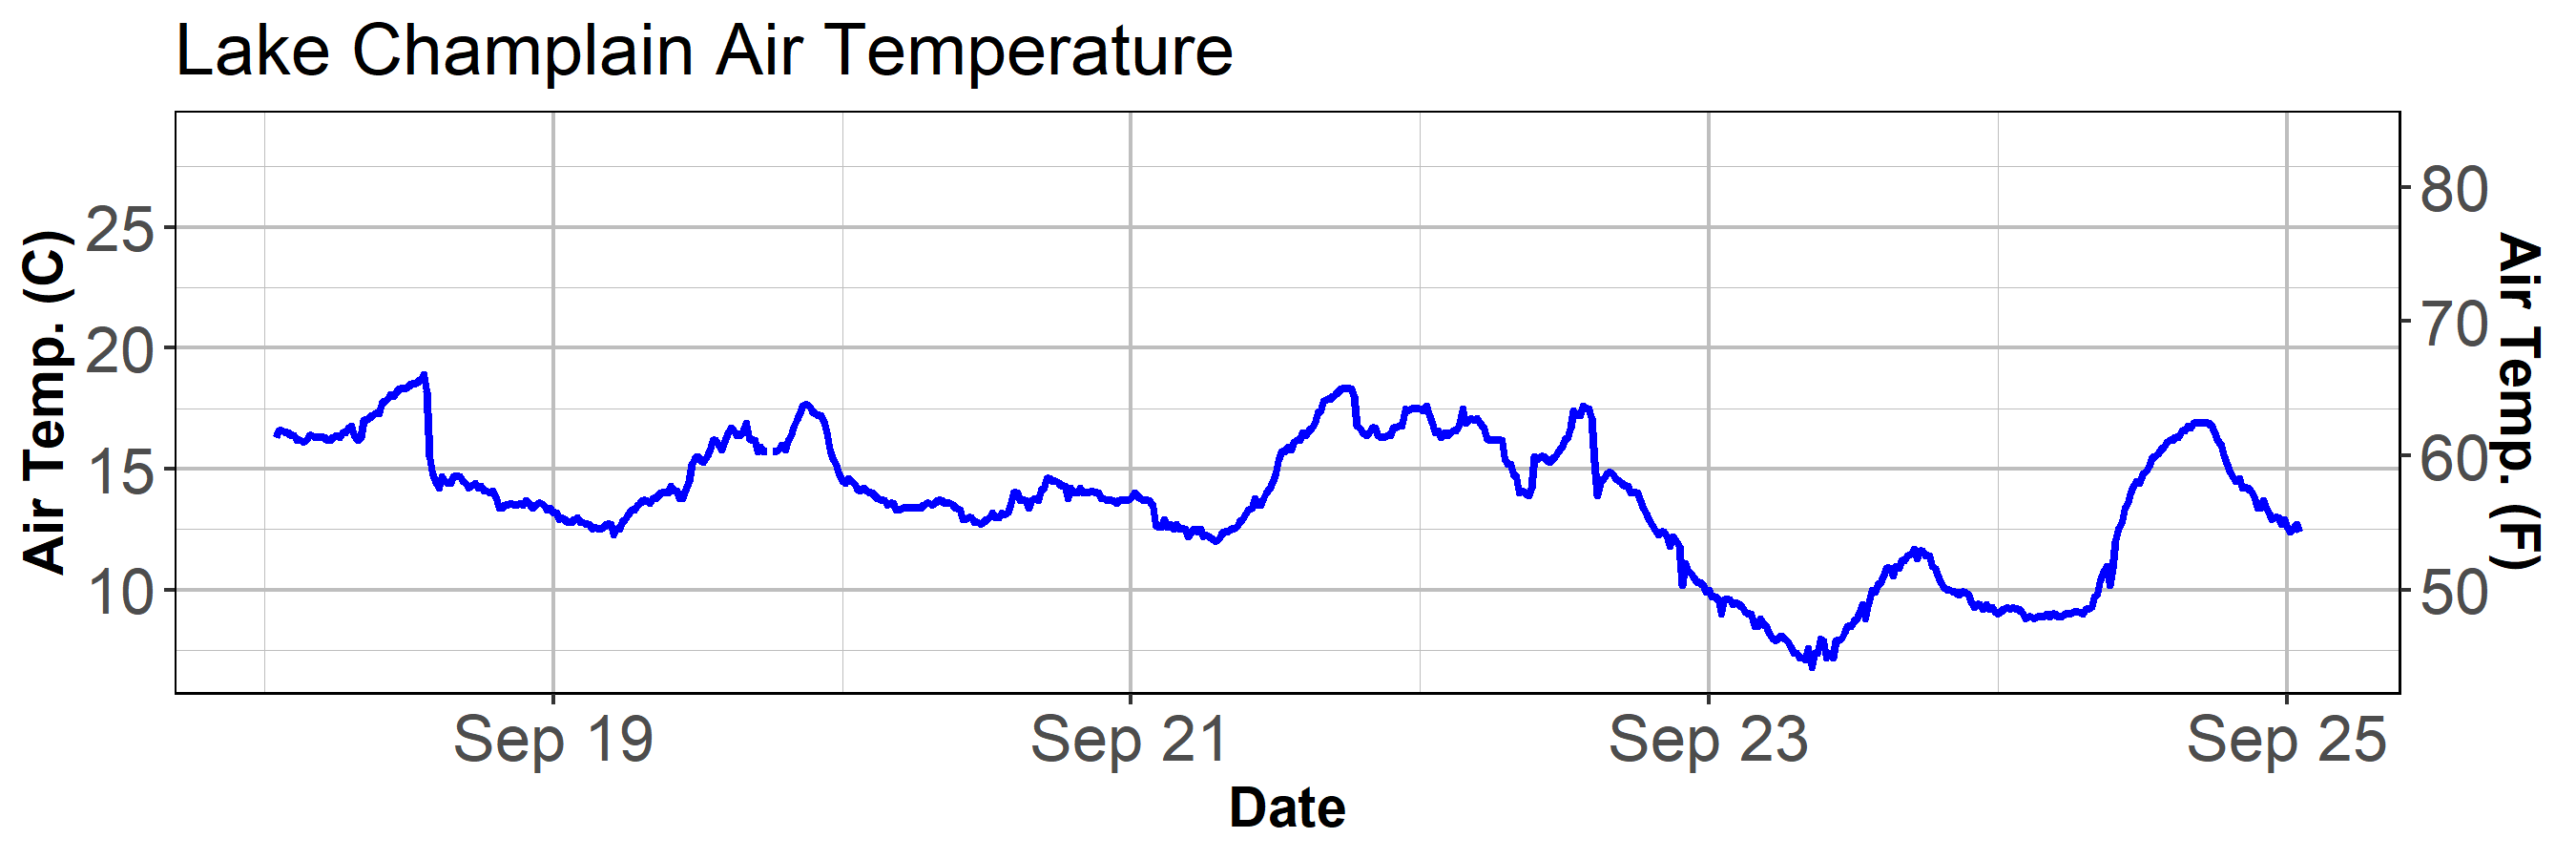 Lake Champlain Air Temperature
Air Temp. (C)
25
20
15
10
80
70
60
50
Air Temp. (F)
Sep 19
Sep 21
Sep 23
Sep 25
Date